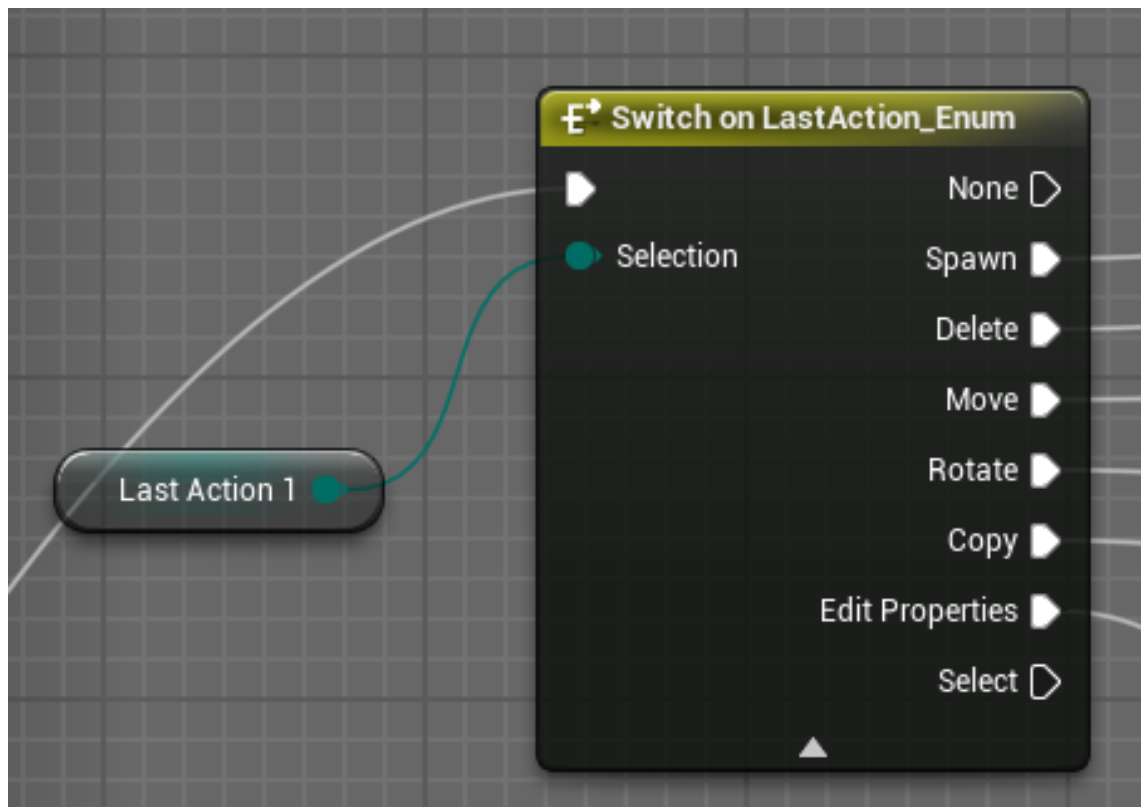 Switch on LastAction_Enum
None
Selection
Spawn
Delete
Move
Rotate
Last Action 1
Copy
Edit Properties
Select